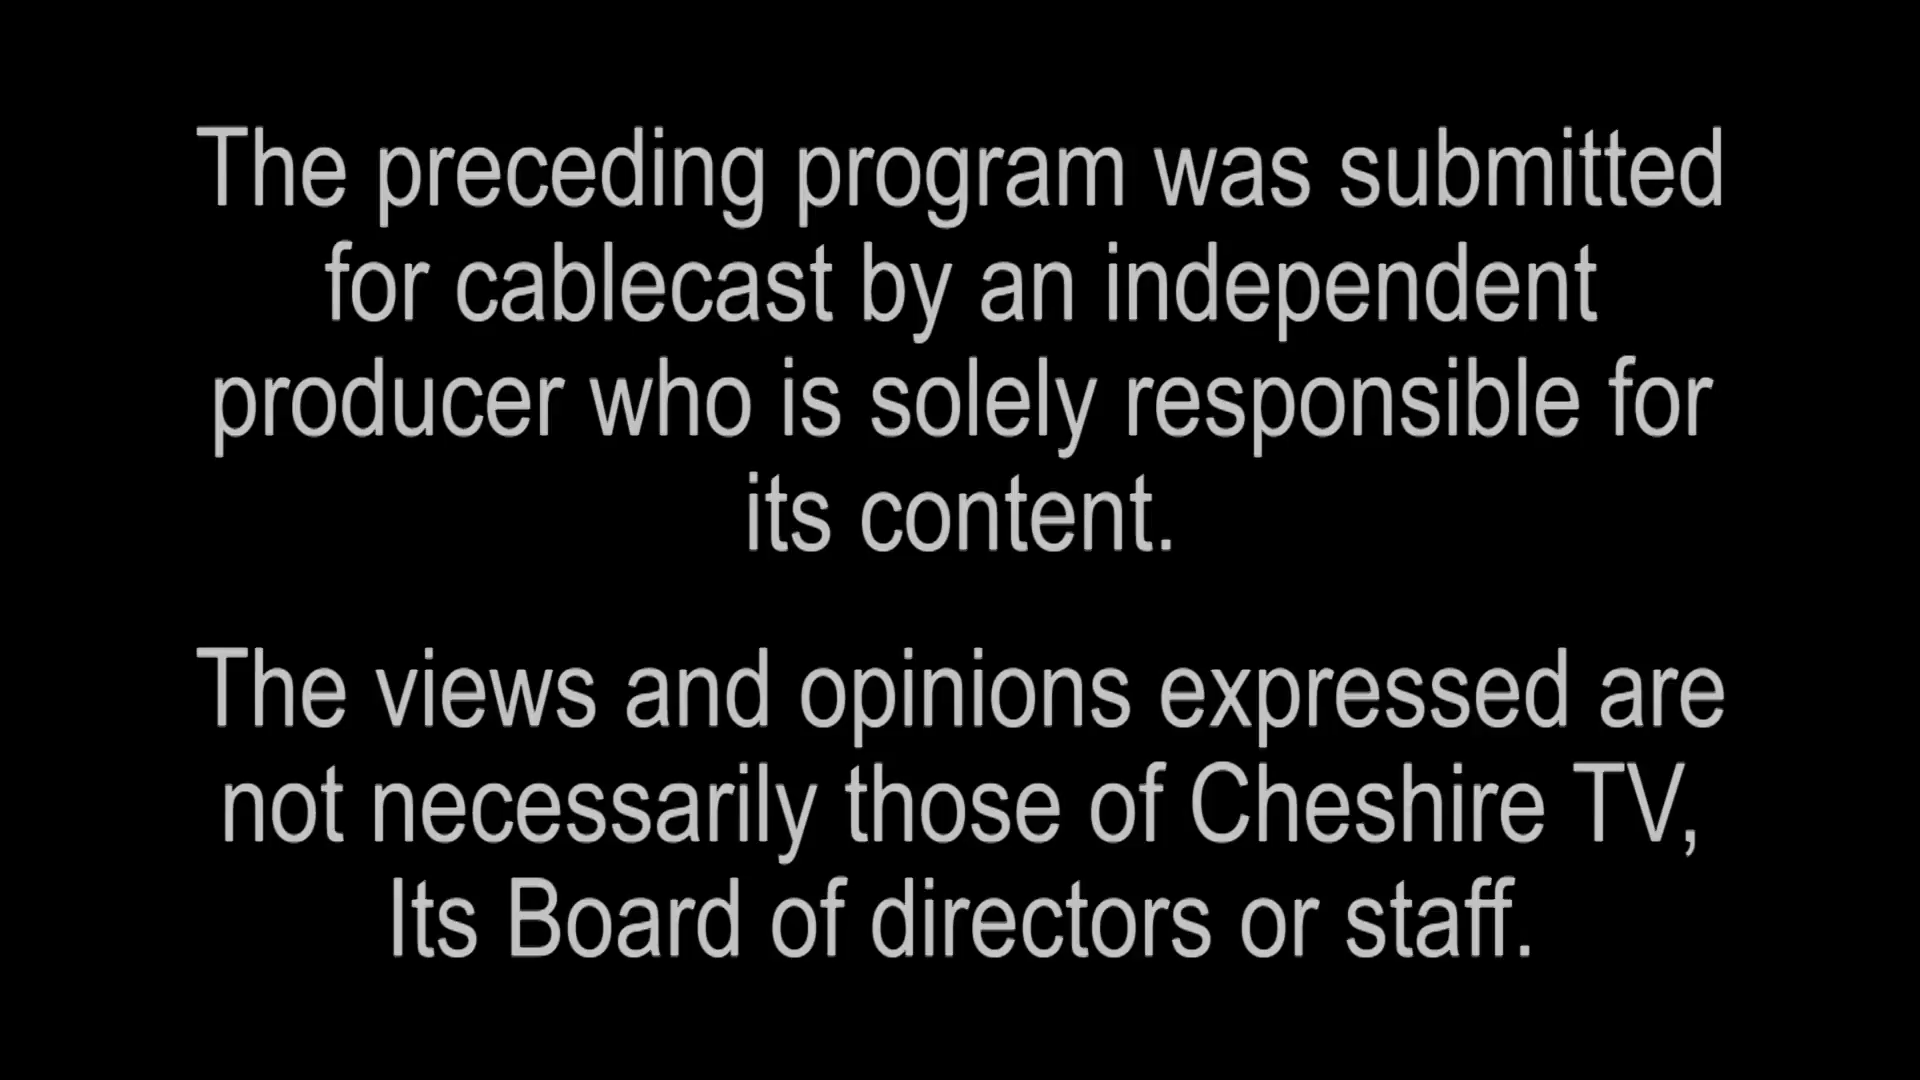 The preceding program was submitted
for cablecast by an independent
producer who is solely responsible for
its content.
The views and opinions expressed are
not necessarily those of Cheshire TV,
Its Board of directors or staff.